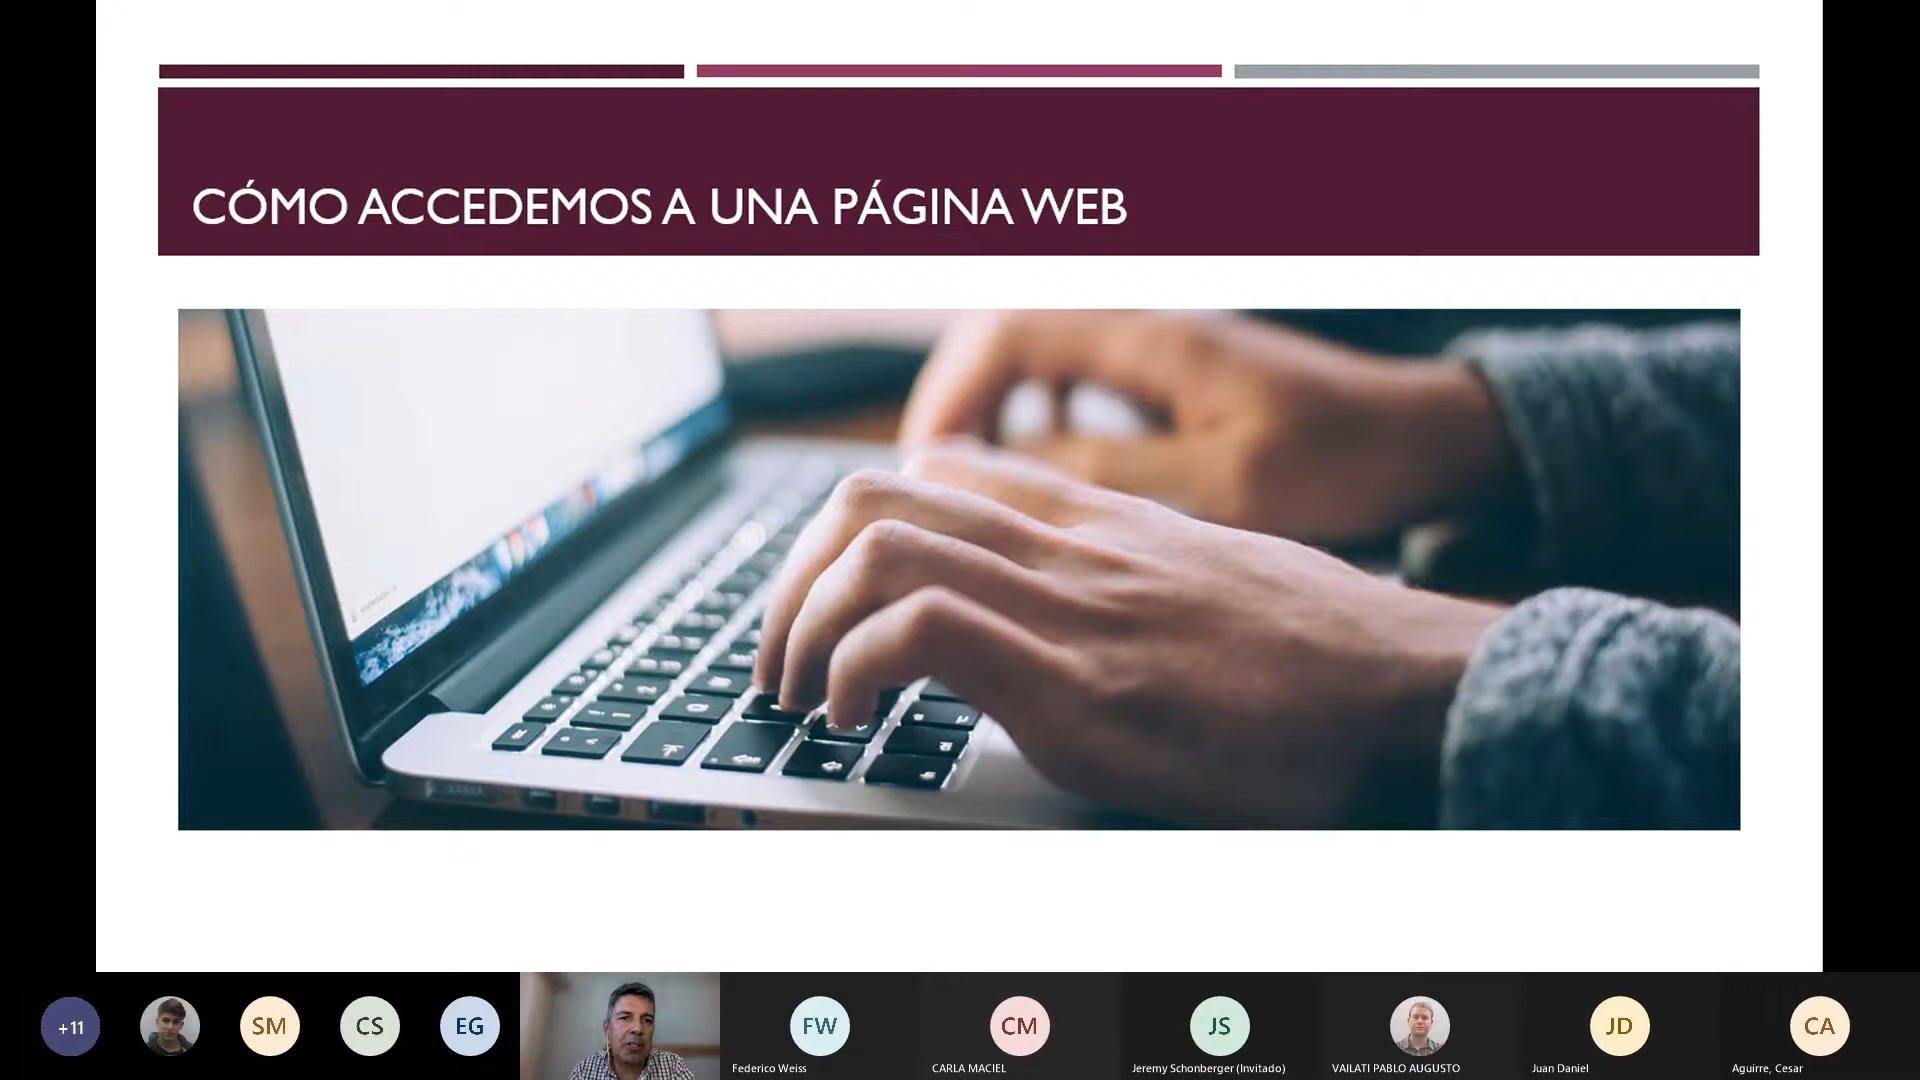 CÓMO ACCEDEMOS A UNA PÁGINA WEB
+11
SM
CS
EG
FW
CM
JS
JD
CA
Federico Weiss
CARLA MACIEL
Jeremy Schonberger (Invitado)
VAILATI PABLO AUGUSTO
Juan Daniel
Aguirre, Cesar